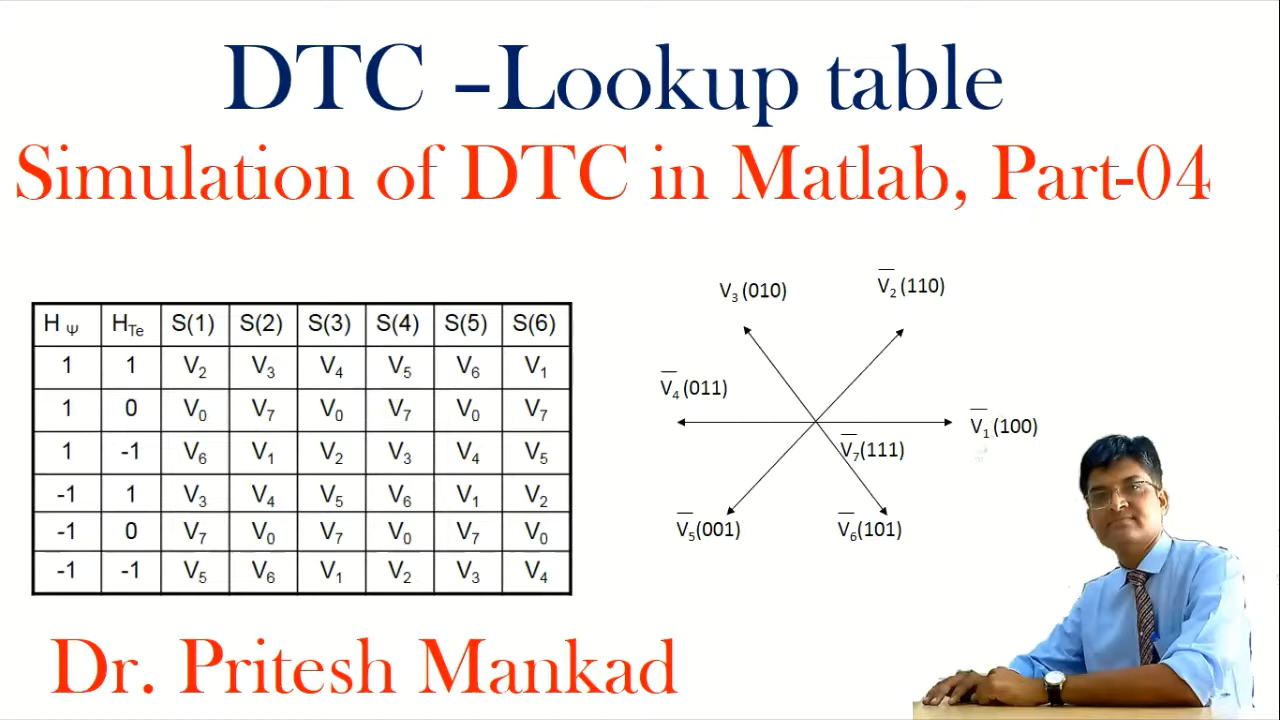 DTC –Lookup table
Simulation of DTC in Matlab, Part-04
H Ψ HTe S(1) S(2) S(3) S(4) S(5) S(6)
1 1 V2 V3 V4 V5 V6 V1
1 0 V0 V7 V0 V7 V0 V7
1 -1 V6 V1 V2 V3 V4 V5
-1 1 V3 V4 V5 V6 V1 V2
-1 0 V7 V0 V7 V0 V7 V0
-1 -1 V5 V6 V1 V2 V3 V4
V3 (010)
V2 (110)
V4 (011)
V1 (100)
V7 (111)
V5 (001)
V6 (101)
Dr. Pritesh Mankad